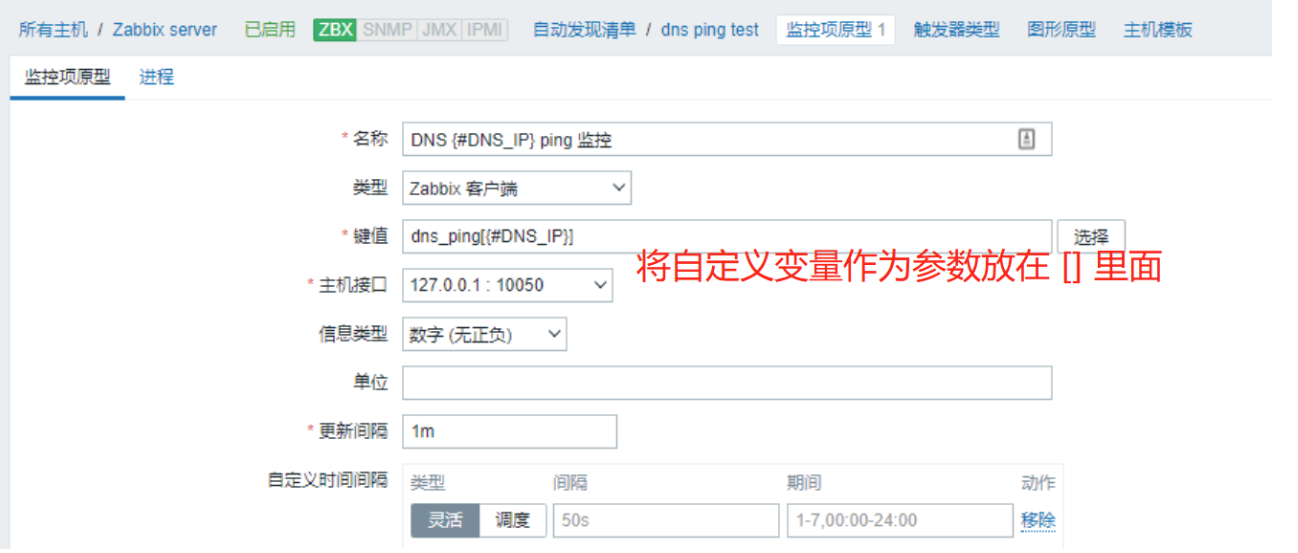 所有主机 / Zabbix server 已启用 ZBX SNMP JMX IPMI 自动发现清单 / dns ping test 监控项原型 1 触发器类型 图形原型 主机模板
监控项原型 进程
* 名称 DNS {#DNS_IP} ping 监控
类型 Zabbix 客户端
* 键值 dns_ping[{#DNS_IP}] 选择
将自定义变量作为参数放在 [] 里面
* 主机接口 127.0.0.1 : 10050
信息类型 数字 (无正负)
单位
* 更新间隔 1m
自定义时间间隔 类型 间隔 期间 动作
灵活 调度 50s 1-7,00:00-24:00 移除